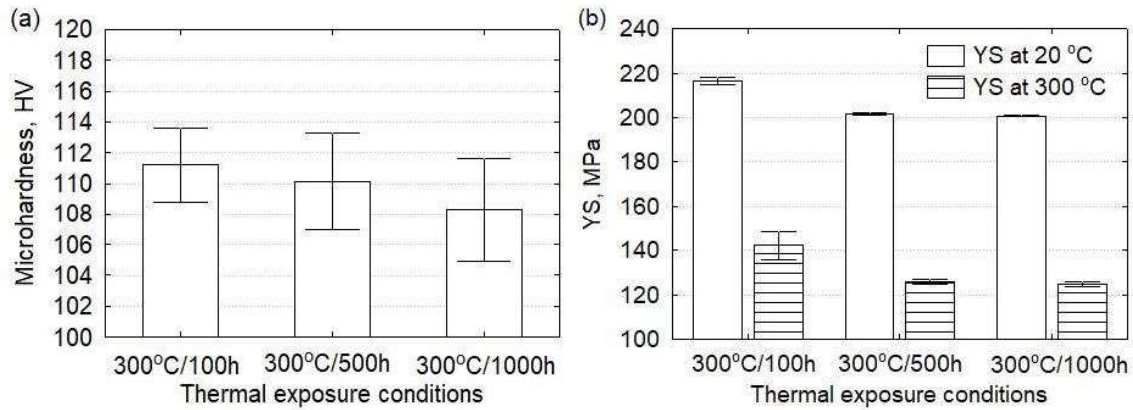 (a)
120
118
116
114
112
110
108
106
104
102
100
Microhardness, HV
300°C/100h 300°C/500h 300°C/1000h
Thermal exposure conditions
(b)
240
220
200
180
160
140
120
100
YS, MPa
YS at 20 °C
YS at 300 °C
300°C/100h 300°C/500h 300°C/1000h
Thermal exposure conditions